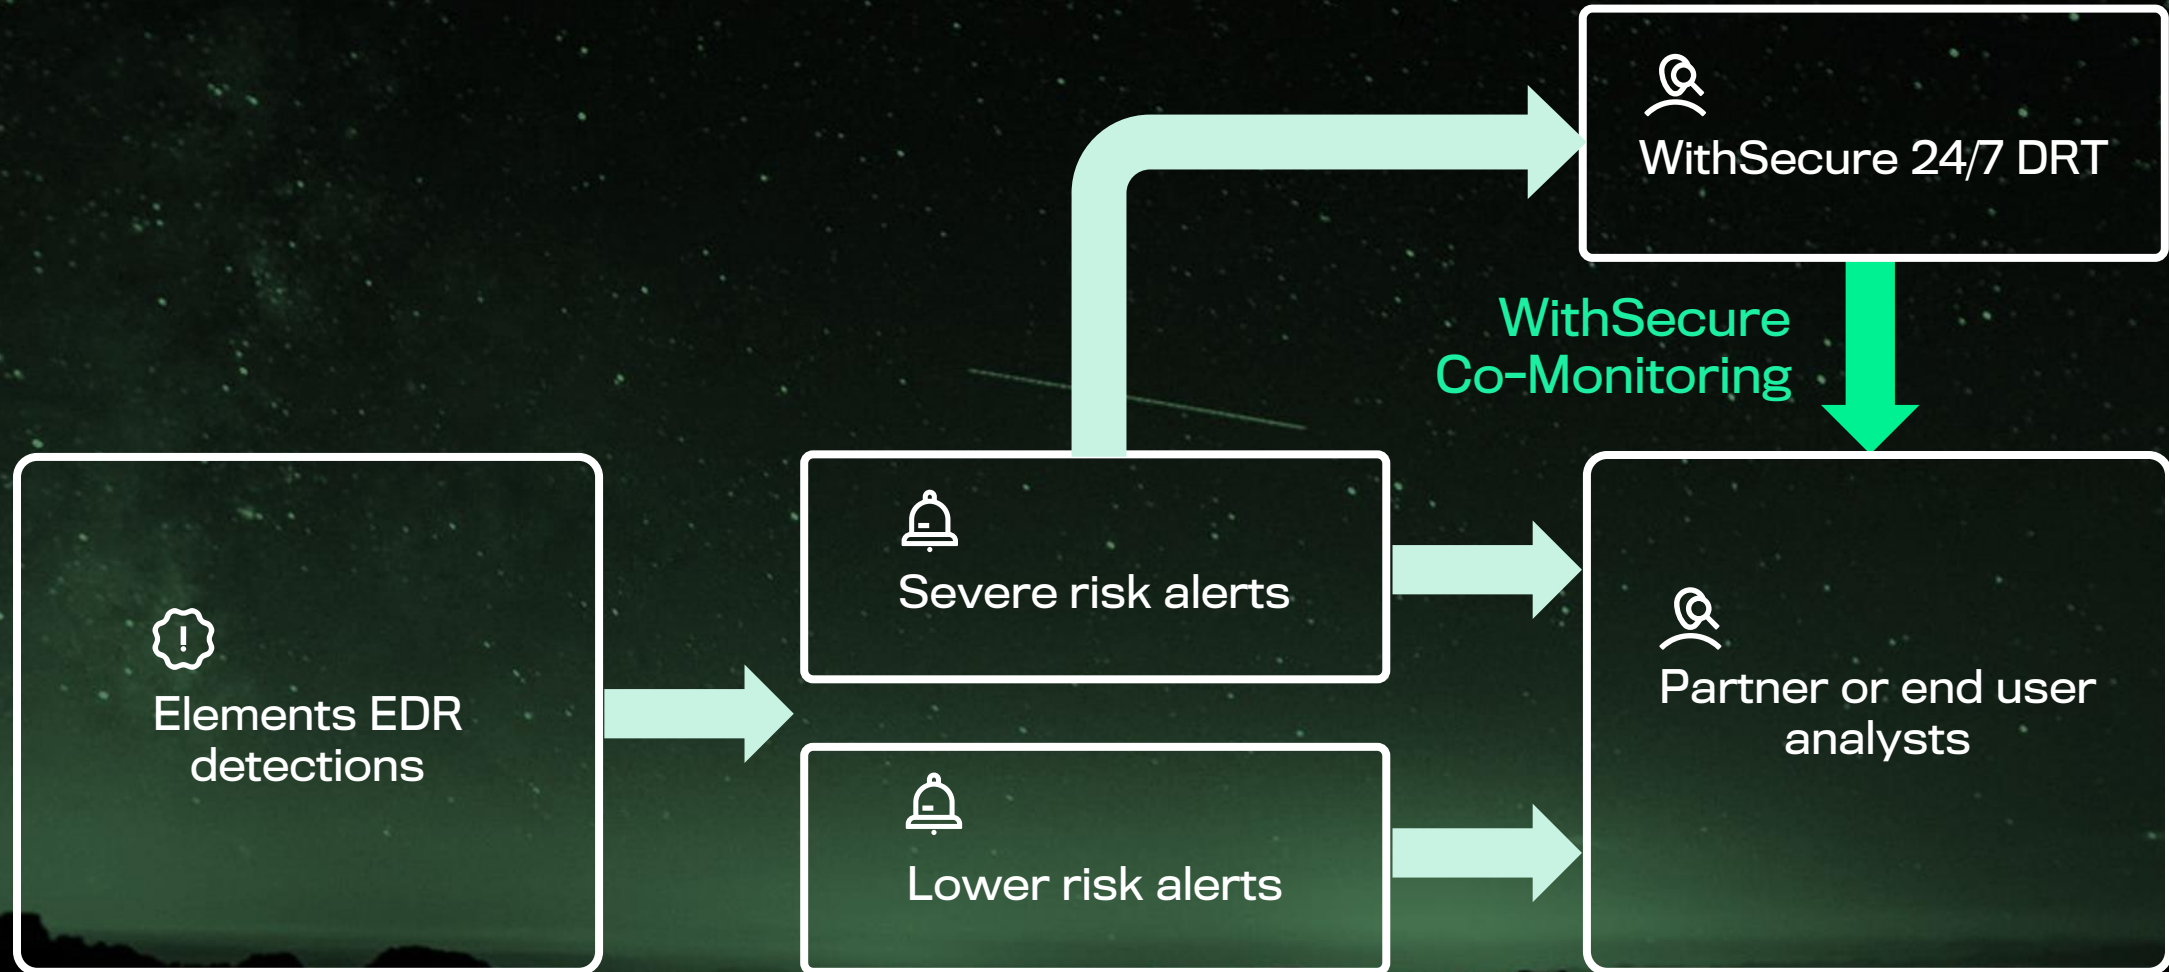 WithSecure 24/7 DRT
WithSecure
Co-Monitoring
Elements EDR
detections
Severe risk alerts
Lower risk alerts
Partner or end user
analysts